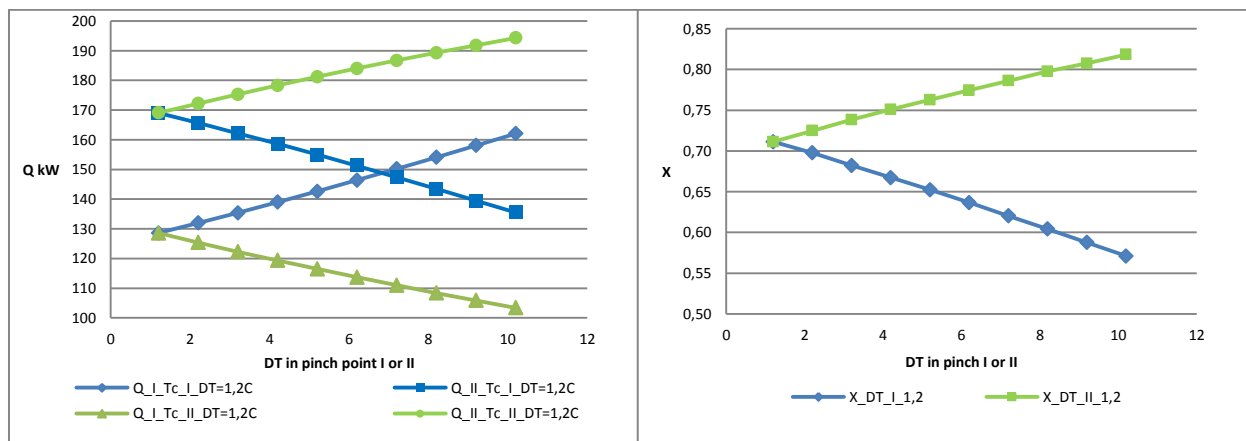 200
190
180
170
160
150
140
130
120
110
100
Q kW
0 2 4 6 8 10 12
DT in pinch point I or II
Q_I_Tc_I_DT=1,2C Q_II_Tc_I_DT=1,2C
Q_I_Tc_II_DT=1,2C Q_II_Tc_II_DT=1,2C
0,85
0,80
0,75
0,70
0,65
0,60
0,55
0,50
X
0 2 4 6 8 10 12
DT in pinch I or II
X_DT_I_1,2 X_DT_II_1,2